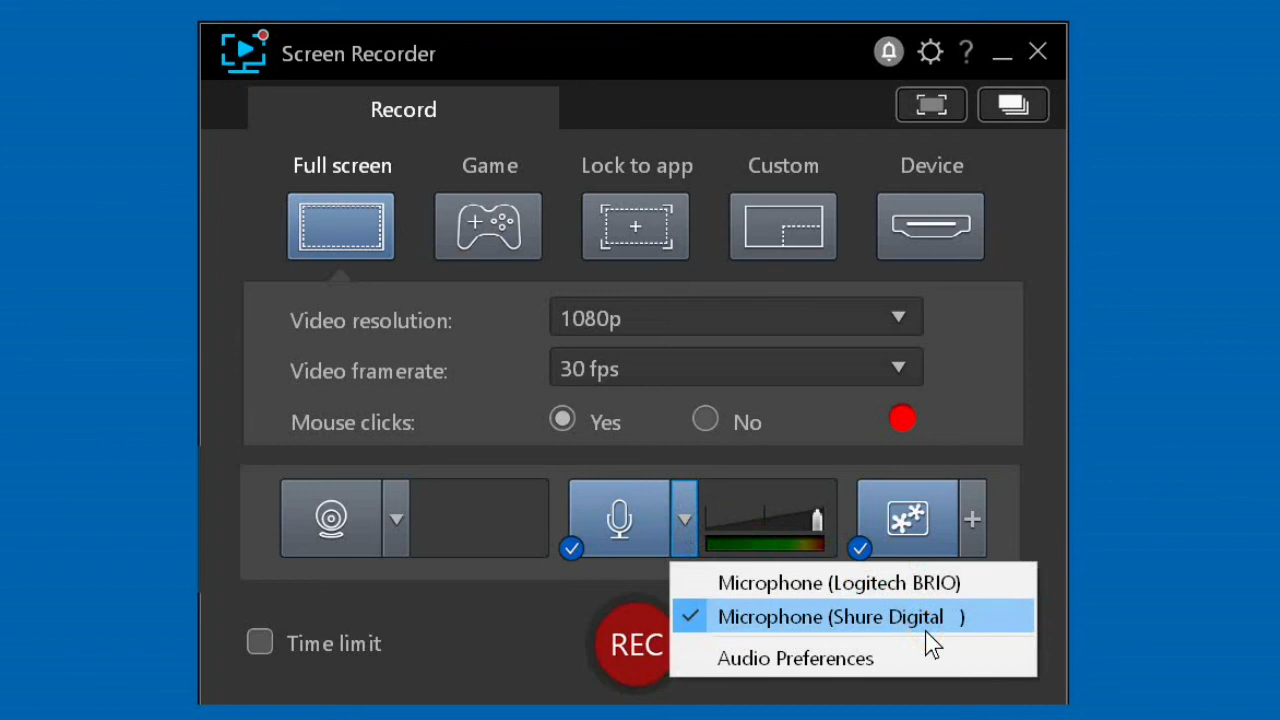 Screen Recorder
?
Record
Full screen
Game
Lock to app
Custom
Device
Video resolution:
1080p
Video framerate:
30 fps
Mouse clicks:
Yes
No
Microphone (Logitech BRIO)
Microphone (Shure Digital )
Audio Preferences
Time limit
REC